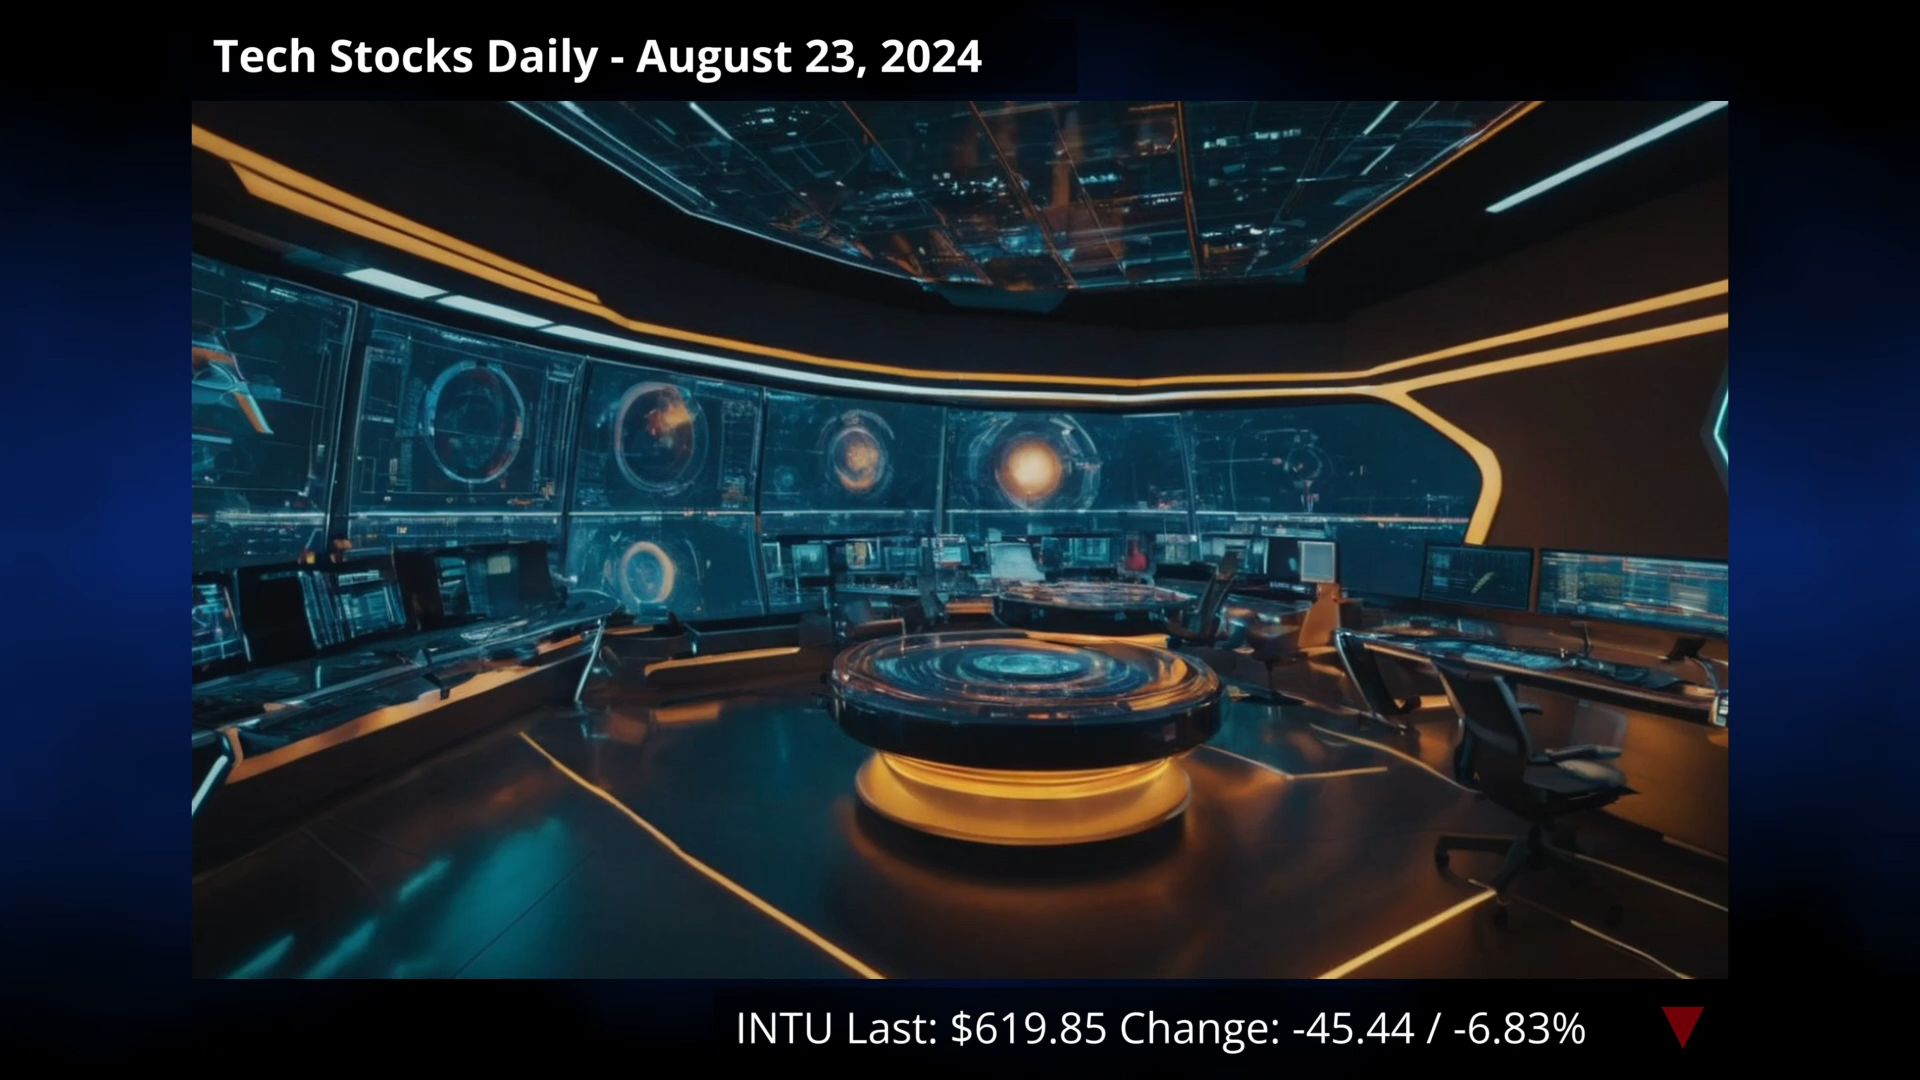 Tech Stocks Daily - August 23, 2024
INTU Last: $619.85 Change: -45.44 / -6.83%